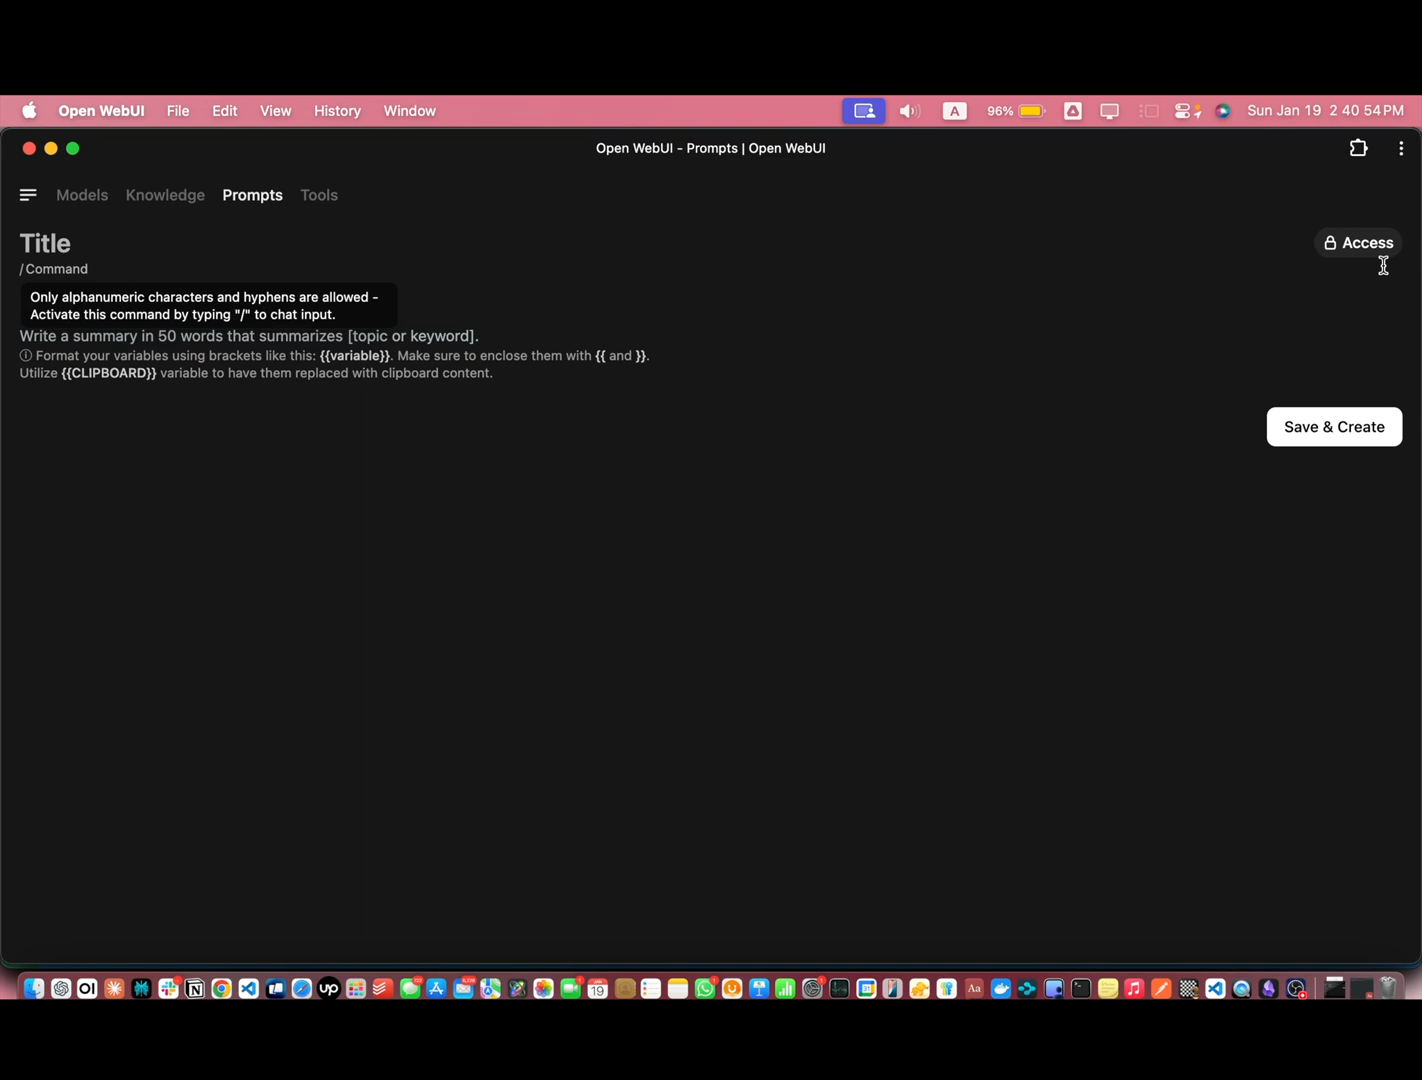 Open WebUI File Edit View History Window A 96% Sun Jan 19 2 40 54 PM
Open WebUI - Prompts | Open WebUI
Models Knowledge Prompts Tools
Title
Access
/Command
Only alphanumeric characters and hyphens are allowed -
Activate this command by typing "/" to chat input.
Write a summary in 50 words that summarizes [topic or keyword].
ⓘ Format your variables using brackets like this: {{variable}}. Make sure to enclose them with {{ and }}.
Utilize {{CLIPBOARD}} variable to have them replaced with clipboard content.
Save & Create
OI up 19 Aa